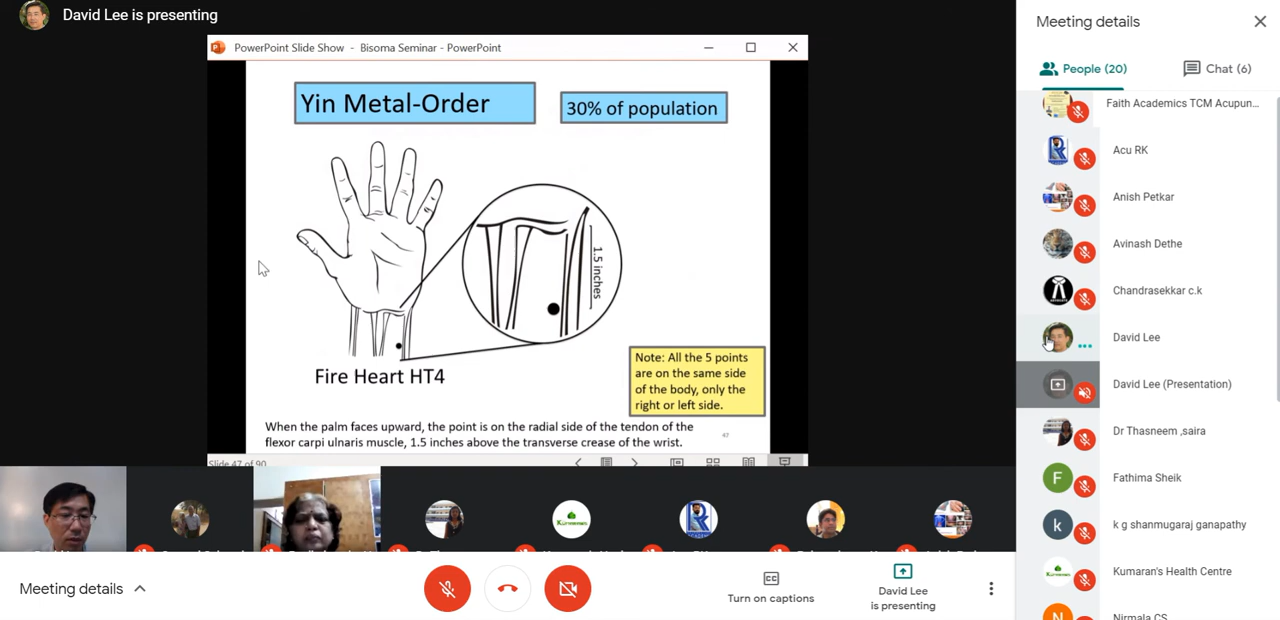 David Lee is presenting
PowerPoint Slide Show - Bisoma Seminar - PowerPoint
Yin Metal-Order
30% of population
1.5 inches
Fire Heart HT4
Note: All the 5 points
are on the same side
of the body, only the
right or left side.
When the palm faces upward, the point is on the radial side of the tendon of the
flexor carpi ulnaris muscle, 1.5 inches above the transverse crease of the wrist.
47
Slide 47 of 90
Meeting details
Turn on captions
David Lee
is presenting
Meeting details
People (20)
Chat (6)
Faith Academics TCM Acupun...
Acu RK
Anish Petkar
Avinash Dethe
Chandrasekkar c.k
David Lee
David Lee (Presentation)
Dr Thasneem ,saira
F
Fathima Sheik
k
k g shanmugaraj ganapathy
Kumaran's Health Centre
N
Nirmala CS